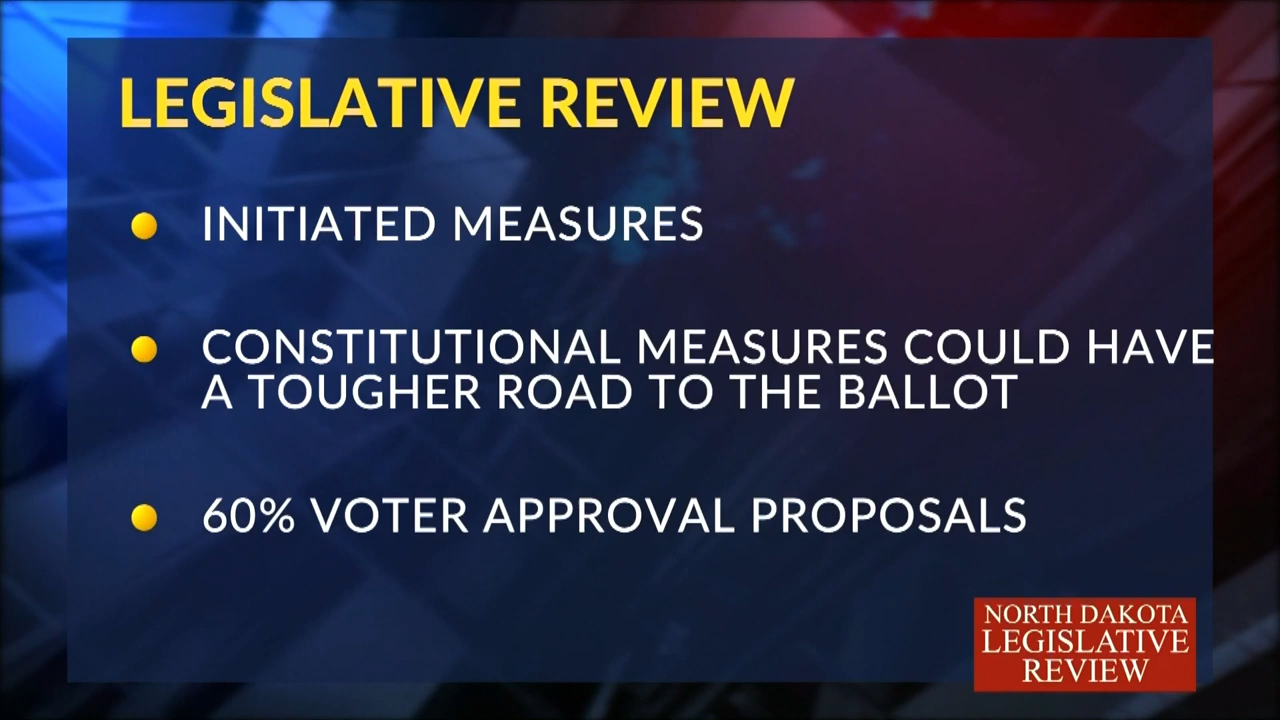 LEGISLATIVE REVIEW
INITIATED MEASURES
CONSTITUTIONAL MEASURES COULD HAVE
A TOUGHER ROAD TO THE BALLOT
60% VOTER APPROVAL PROPOSALS
NORTH DAKOTA
LEGISLATIVE
REVIEW